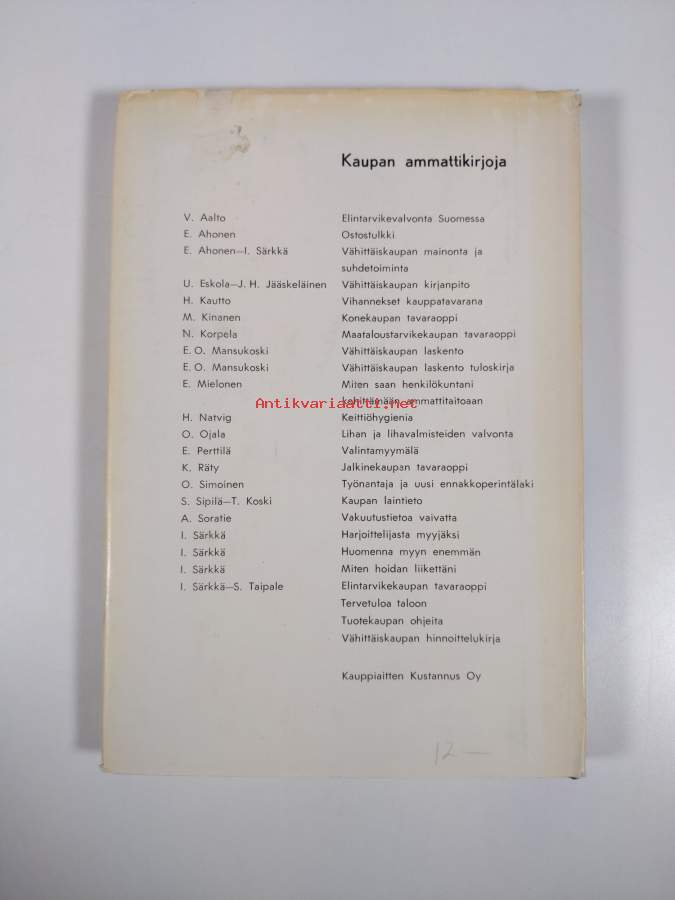 Kaupan ammattikirjoja
V. Aalto Elintarvikevalvonta Suomessa
E. Ahonen Ostostulkki
E. Ahonen—I. Särkkä Vähittäiskaupan mainonta ja
suhdetoiminta
U. Eskola—J. H. Jääskeläinen Vähittäiskaupan kirjanpito
H. Kautto Vihannekset kauppatavarana
M. Kinanen Konekaupan tavaraoppi
N. Korpela Maataloustarvikekaupan tavaraoppi
E. O. Mansukoski Vähittäiskaupan laskento
E. O. Mansukoski Vähittäiskaupan laskento tuloskirja
E. Mielonen Miten saan henkilökuntani
kehittämään ammattitaitoaan
Antikvariaatti.Net
H. Natvig Keittiöhygienia
O. Ojala Lihan ja lihavalmisteiden valvonta
E. Perttilä Valintamyymälä
K. Räty Jalkinekaupan tavaraoppi
O. Simoinen Työnantaja ja uusi ennakkoperintälaki
S. Sipilä—T. Koski Kaupan laintieto
A. Soratie Vakuutustietoa vaivatta
I. Särkkä Harjoittelijasta myyjäksi
I. Särkkä Huomenna myyn enemmän
I. Särkkä Miten hoidan liikettäni
I. Särkkä—S. Taipale Elintarvikekaupan tavaraoppi
Tervetuloa taloon
Tuotekaupan ohjeita
Vähittäiskaupan hinnoittelukirja
Kauppiaitten Kustannus Oy
12—